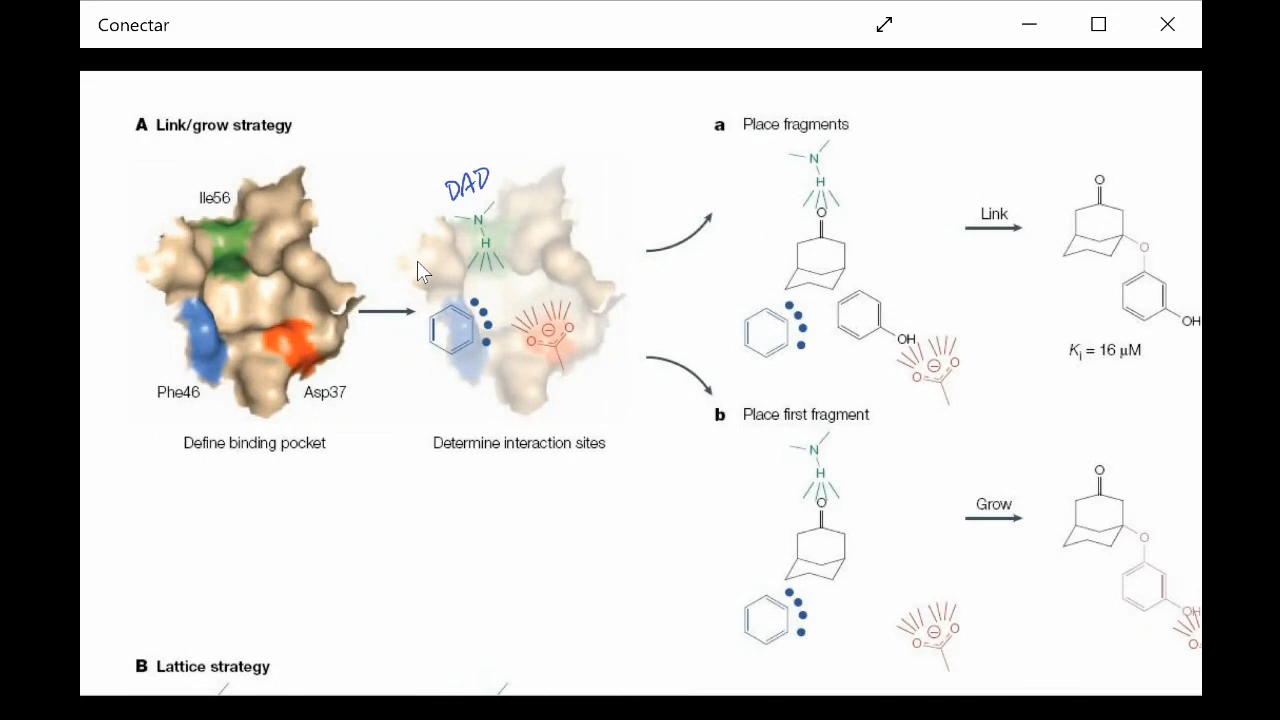 Conectar
A Link/grow strategy
Ile56
Phe46
Asp37
Define binding pocket
DAD
N
H
O
O
Determine interaction sites
a Place fragments
N
H
O
OH
O
O
Link
O
O
OH
Ki = 16 µM
b Place first fragment
N
H
O
O
O
Grow
O
O
OH
O
B Lattice strategy